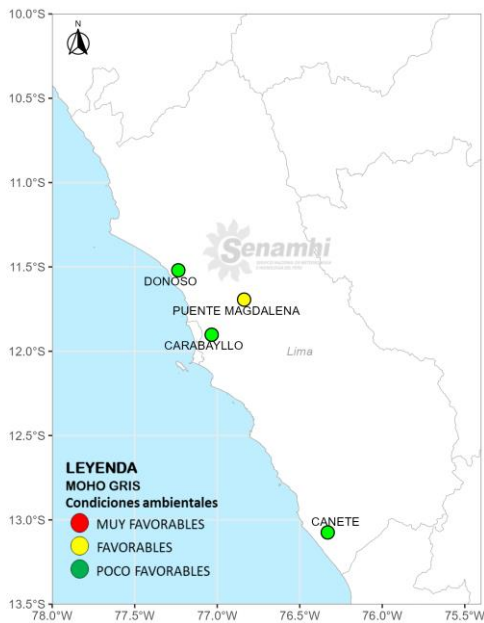 10.0°S
N
10.5°S
11.0°S
11.5°S
12.0°S
12.5°S
13.0°S
13.5°S
Senamhi
DONOSO
PUENTE MAGDALENA
CARABAYLLO
Lima
CANETE
LEYENDA
MOHO GRIS
Condiciones ambientales
MUY FAVORABLES
FAVORABLES
POCO FAVORABLES
78.0°W 77.5°W 77.0°W 76.5°W 76.0°W 75.5°W